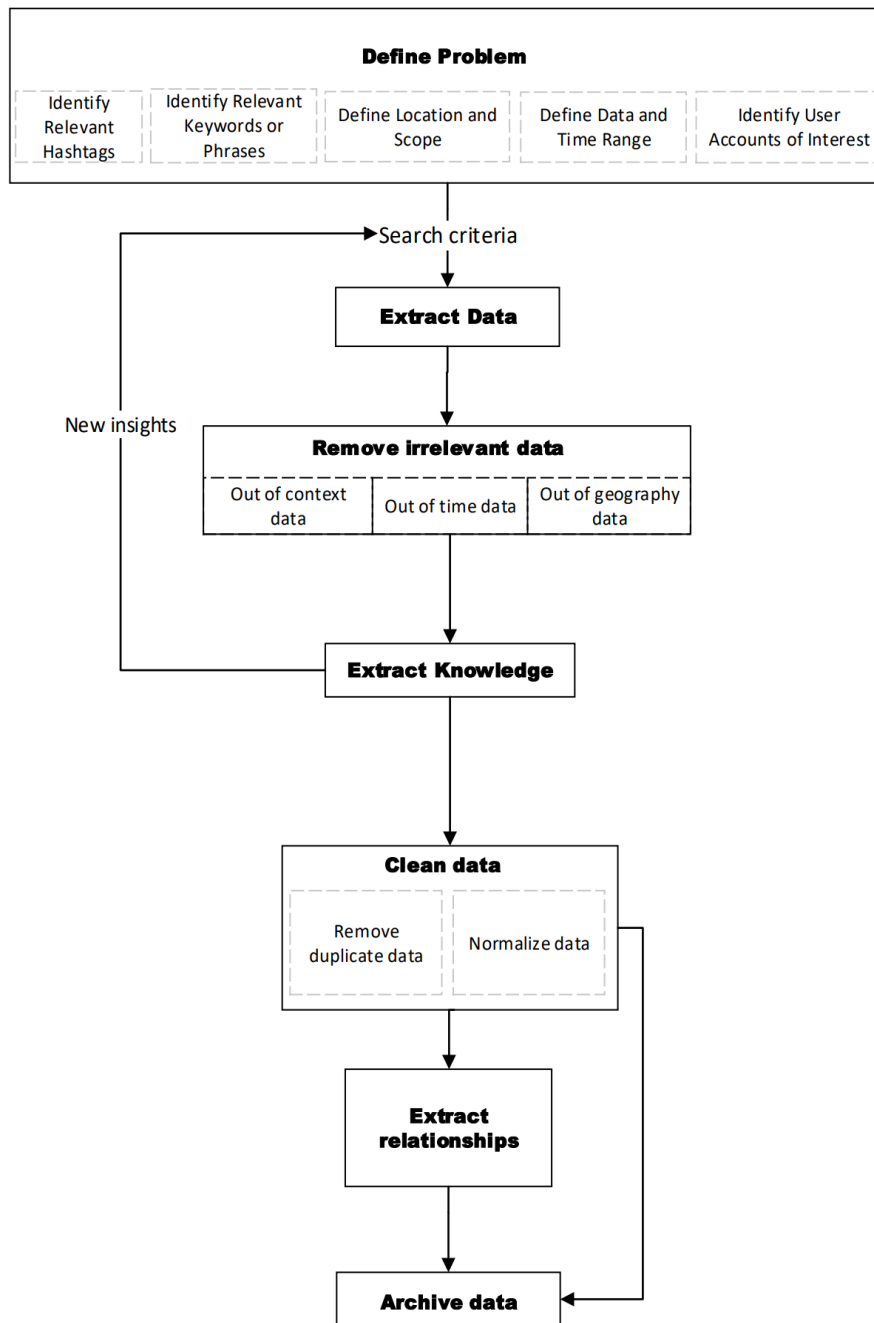 Define Problem
Identify
Relevant
Hashtags
Identify Relevant
Keywords or
Phrases
Define Location and
Scope
Define Data and
Time Range
Identify User
Accounts of Interest
Search criteria
Extract Data
New insights
Remove irrelevant data
Out of context
data
Out of time data
Out of geography
data
Extract Knowledge
Clean data
Remove
duplicate data
Normalize data
Extract
relationships
Archive data